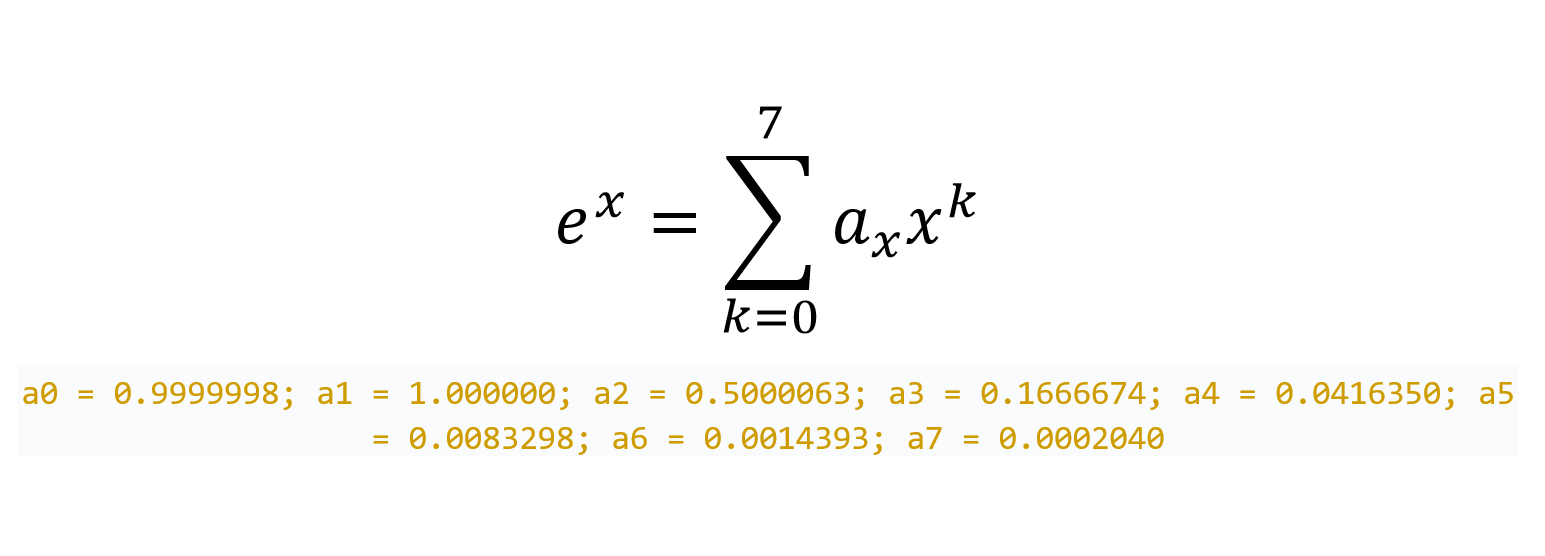 7
e^x = ∑ a_x x^k
k=0
a0 = 0.9999998; a1 = 1.000000; a2 = 0.5000063; a3 = 0.1666674; a4 = 0.0416350; a5
= 0.0083298; a6 = 0.0014393; a7 = 0.0002040